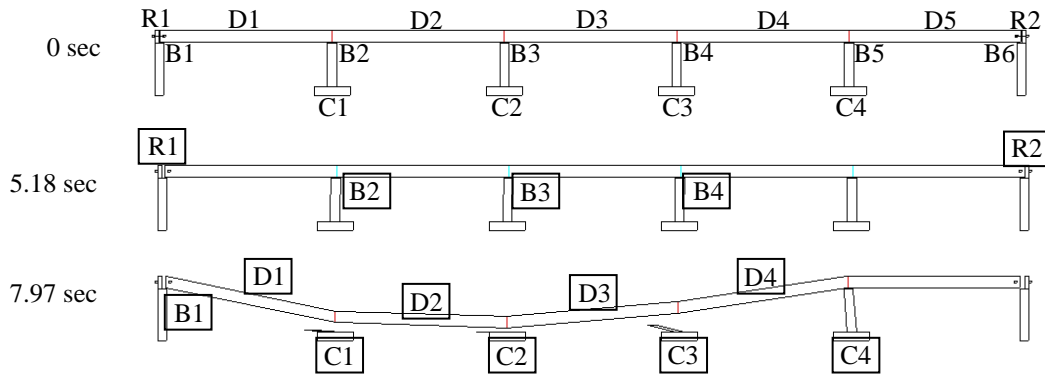 R1 D1 D2 D3 D4 D5 R2
0 sec B1 B2 B3 B4 B5 B6
C1 C2 C3 C4
R1 R2
5.18 sec B2 B3 B4
D1 D2 D3 D4
7.97 sec B1
C1 C2 C3 C4